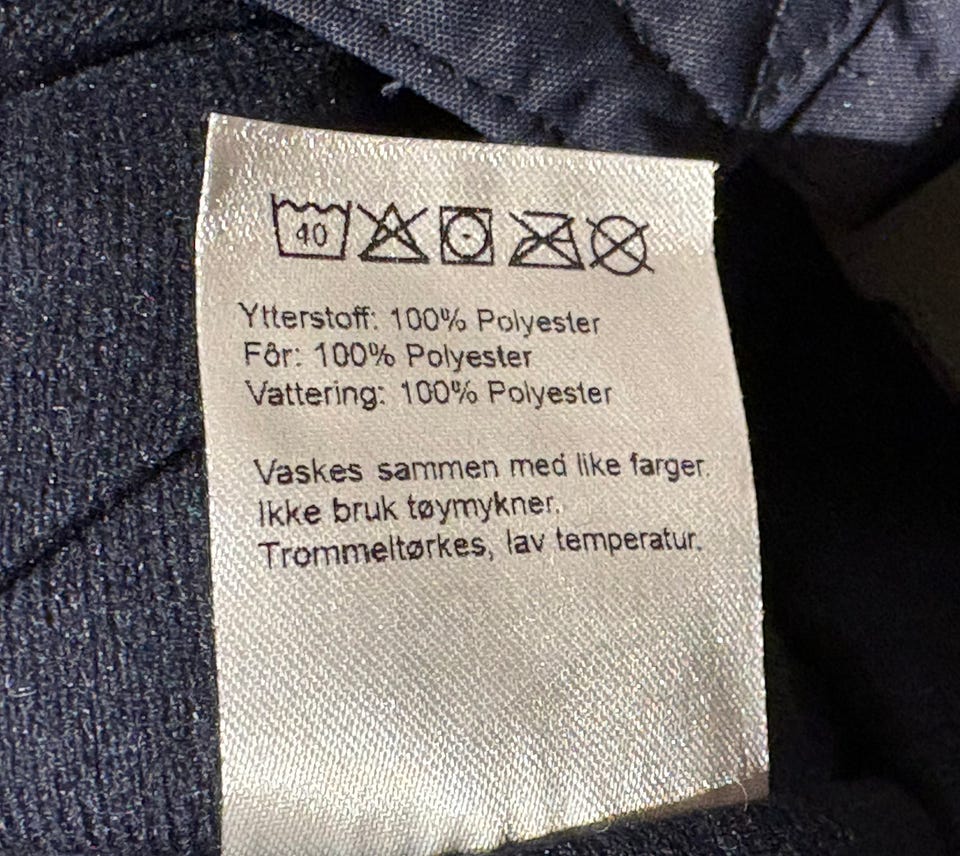 40
Ytterstoff: 100% Polyester
Fôr: 100% Polyester
Vattering: 100% Polyester
Vaskes sammen med like farger.
Ikke bruk tøymykner.
Trommeltørkes, lav temperatur.